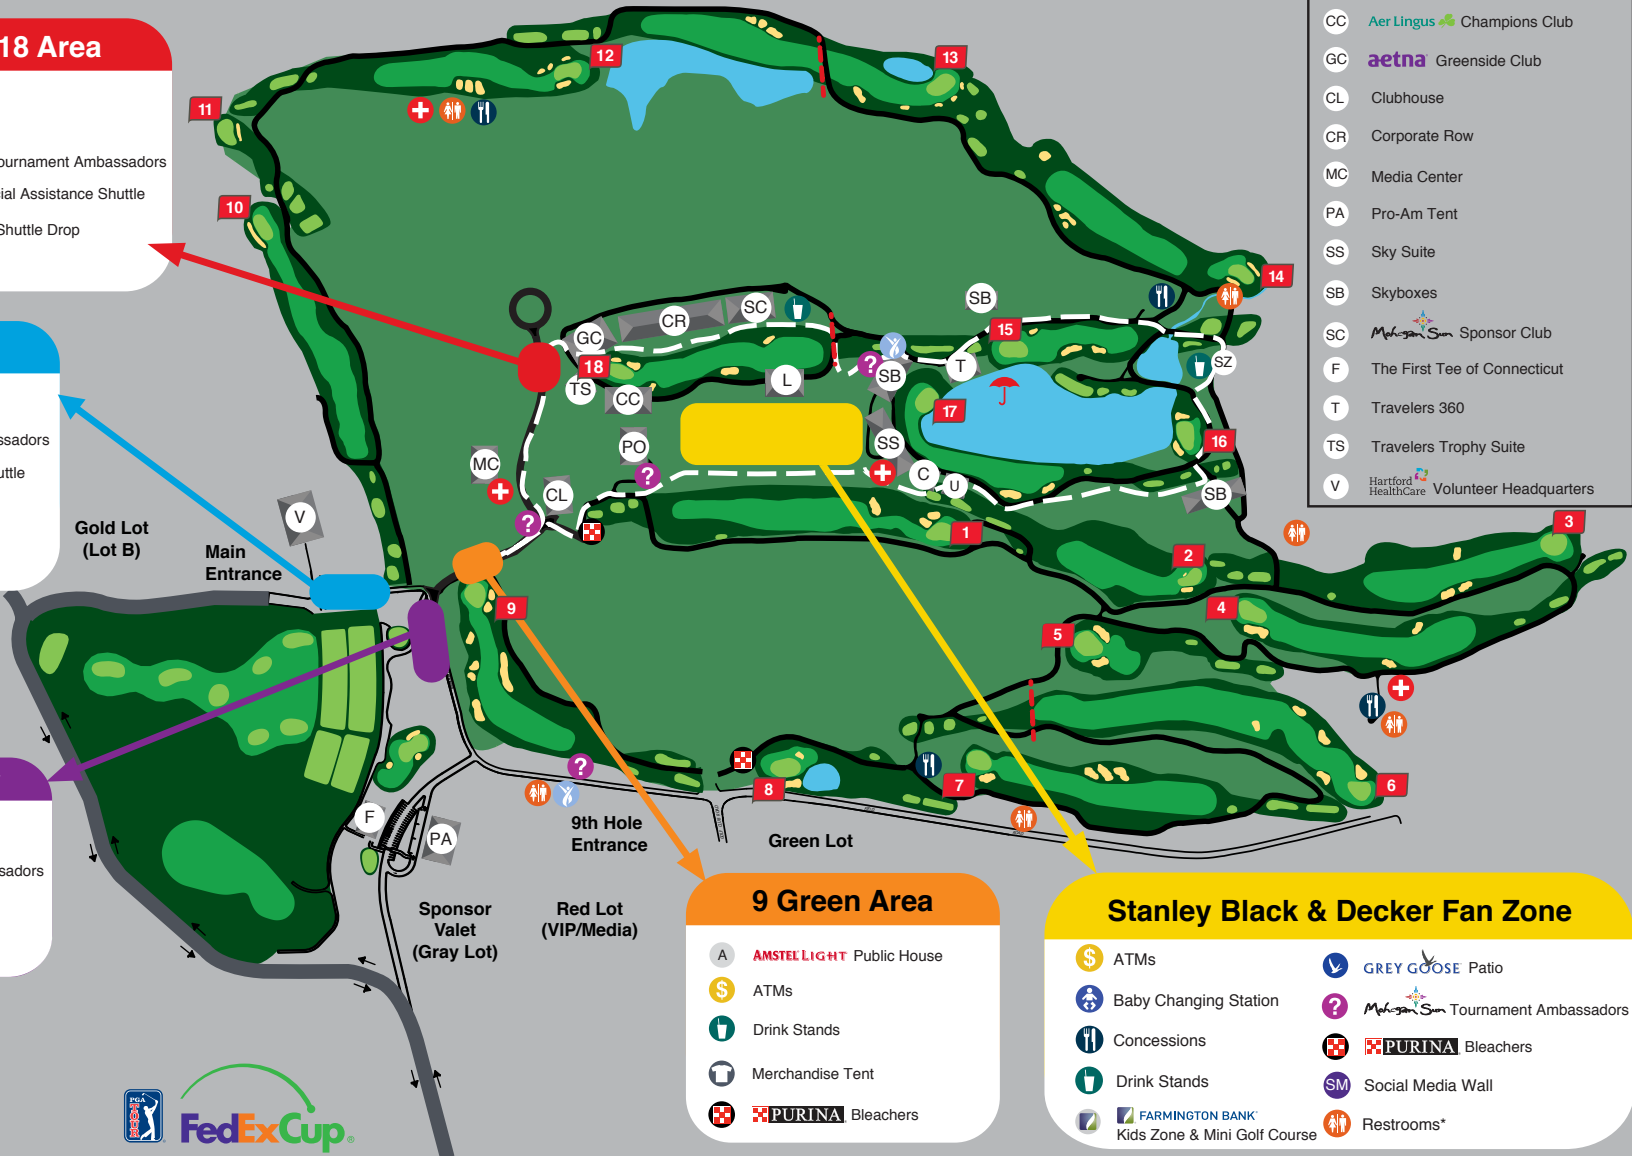 18 Area
ournament Ambassadors
ial Assistance Shuttle
Shuttle Drop
ssadors
uttle
sadors
CC Aer Lingus Champions Club
GC aetna Greenside Club
CL Clubhouse
CR Corporate Row
MC Media Center
PA Pro-Am Tent
SS Sky Suite
SB Skyboxes
SC Mohegan Sun Sponsor Club
F The First Tee of Connecticut
T Travelers 360
TS Travelers Trophy Suite
V Hartford HealthCare Volunteer Headquarters
12
13
11
10
14
SB
SC
CR
GC
15
18
TS
CC
L
?
SB
T
SZ
17
16
PO
SS
MC
?
C
U
SB
CL
?
V
1
2
3
4
5
6
7
8
9
?
F
PA
Gold Lot
(Lot B)
Main
Entrance
9th Hole
Entrance
Green Lot
Sponsor
Valet
(Gray Lot)
Red Lot
(VIP/Media)
9 Green Area
A AMSTEL LIGHT Public House
$ ATMs
Drink Stands
Merchandise Tent
PURINA Bleachers
Stanley Black & Decker Fan Zone
$ ATMs
Baby Changing Station
Concessions
Drink Stands
FARMINGTON BANK
Kids Zone & Mini Golf Course
GREY GOOSE Patio
? Mohegan Sun Tournament Ambassadors
PURINA Bleachers
SM Social Media Wall
Restrooms*
PGA TOUR
FedExCup®